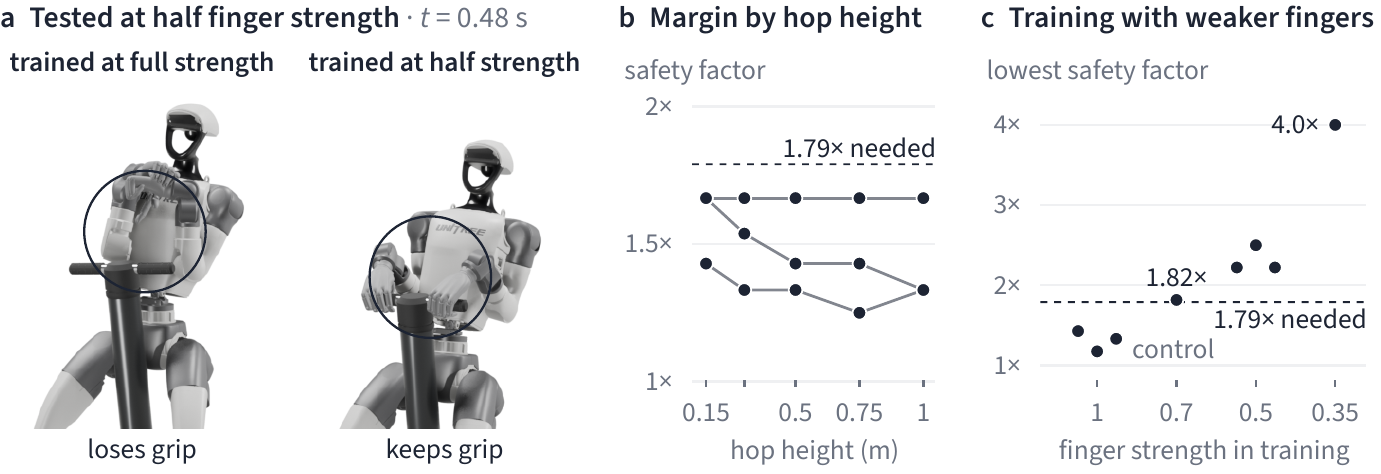 a Tested at half finger strength · t = 0.48 s
trained at full strength
trained at half strength
UNITREE
loses grip
keeps grip
b Margin by hop height
safety factor
2×
1.79× needed
1.5×
1×
0.15 0.5 0.75 1
hop height (m)
c Training with weaker fingers
lowest safety factor
4×
4.0×
3×
2×
1.82×
1.79× needed
control
1×
1 0.7 0.5 0.35
finger strength in training